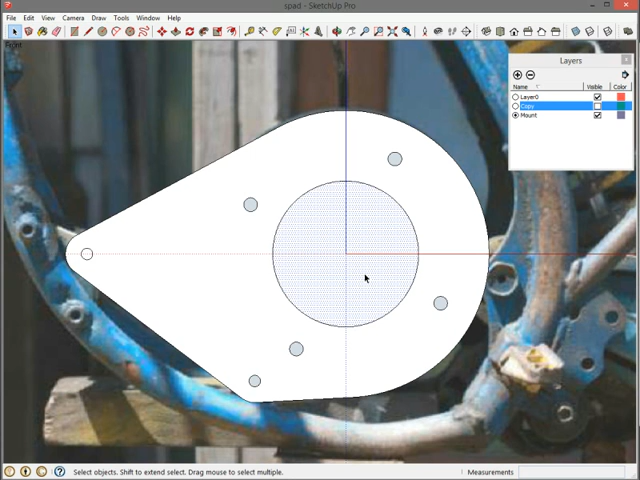 spad - SketchUp Pro
File Edit View Camera Draw Tools Window Help
Front
Layers
Name Visible Color
Layer0
Copy
Mount
Select objects. Shift to extend select. Drag mouse to select multiple.
Measurements